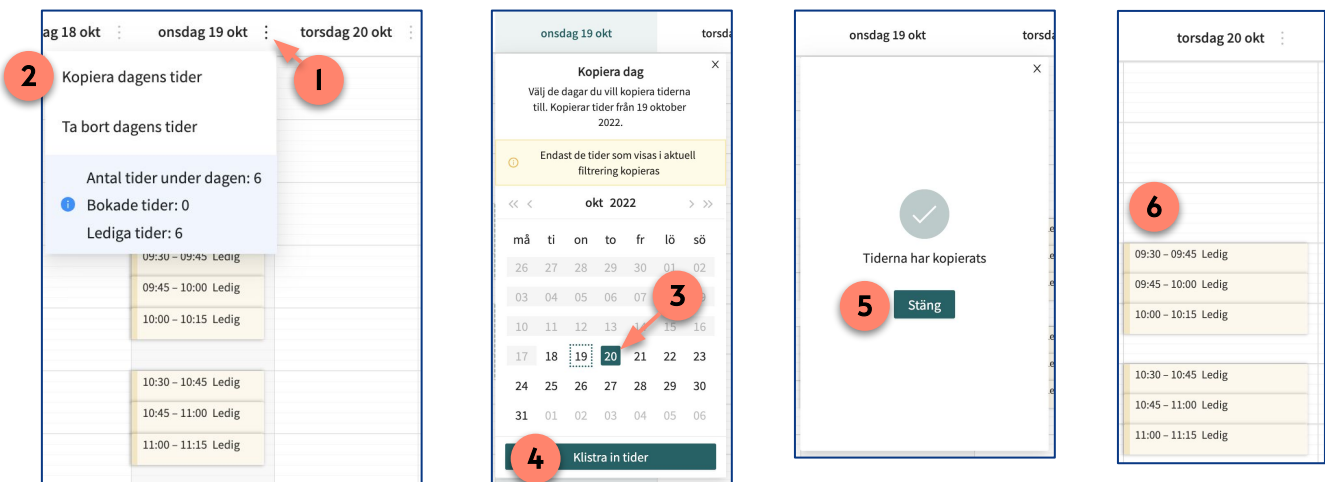 ag 18 okt
onsdag 19 okt
torsdag 20 okt
1
2
Kopiera dagens tider
Ta bort dagens tider
Antal tider under dagen: 6
Bokade tider: 0
Lediga tider: 6
09:30 – 09:45 Ledig
09:45 – 10:00 Ledig
10:00 – 10:15 Ledig
10:30 – 10:45 Ledig
10:45 – 11:00 Ledig
11:00 – 11:15 Ledig
onsdag 19 okt
torsda
Kopiera dag
X
Välj de dagar du vill kopiera tiderna
till. Kopierar tider från 19 oktober
2022.
Endast de tider som visas i aktuell
filtrering kopieras
<< < okt 2022 > >>
må ti on to fr lö sö
26 27 28 29 30 01 02
03 04 05 06 07
3
10 11 12 13 14 15 16
17 18 19 20 21 22 23
24 25 26 27 28 29 30
31 01 02 03 04 05 06
4
Klistra in tider
onsdag 19 okt
torsda
X
Tiderna har kopierats
5
Stäng
torsdag 20 okt
6
09:30 – 09:45 Ledig
09:45 – 10:00 Ledig
10:00 – 10:15 Ledig
10:30 – 10:45 Ledig
10:45 – 11:00 Ledig
11:00 – 11:15 Ledig